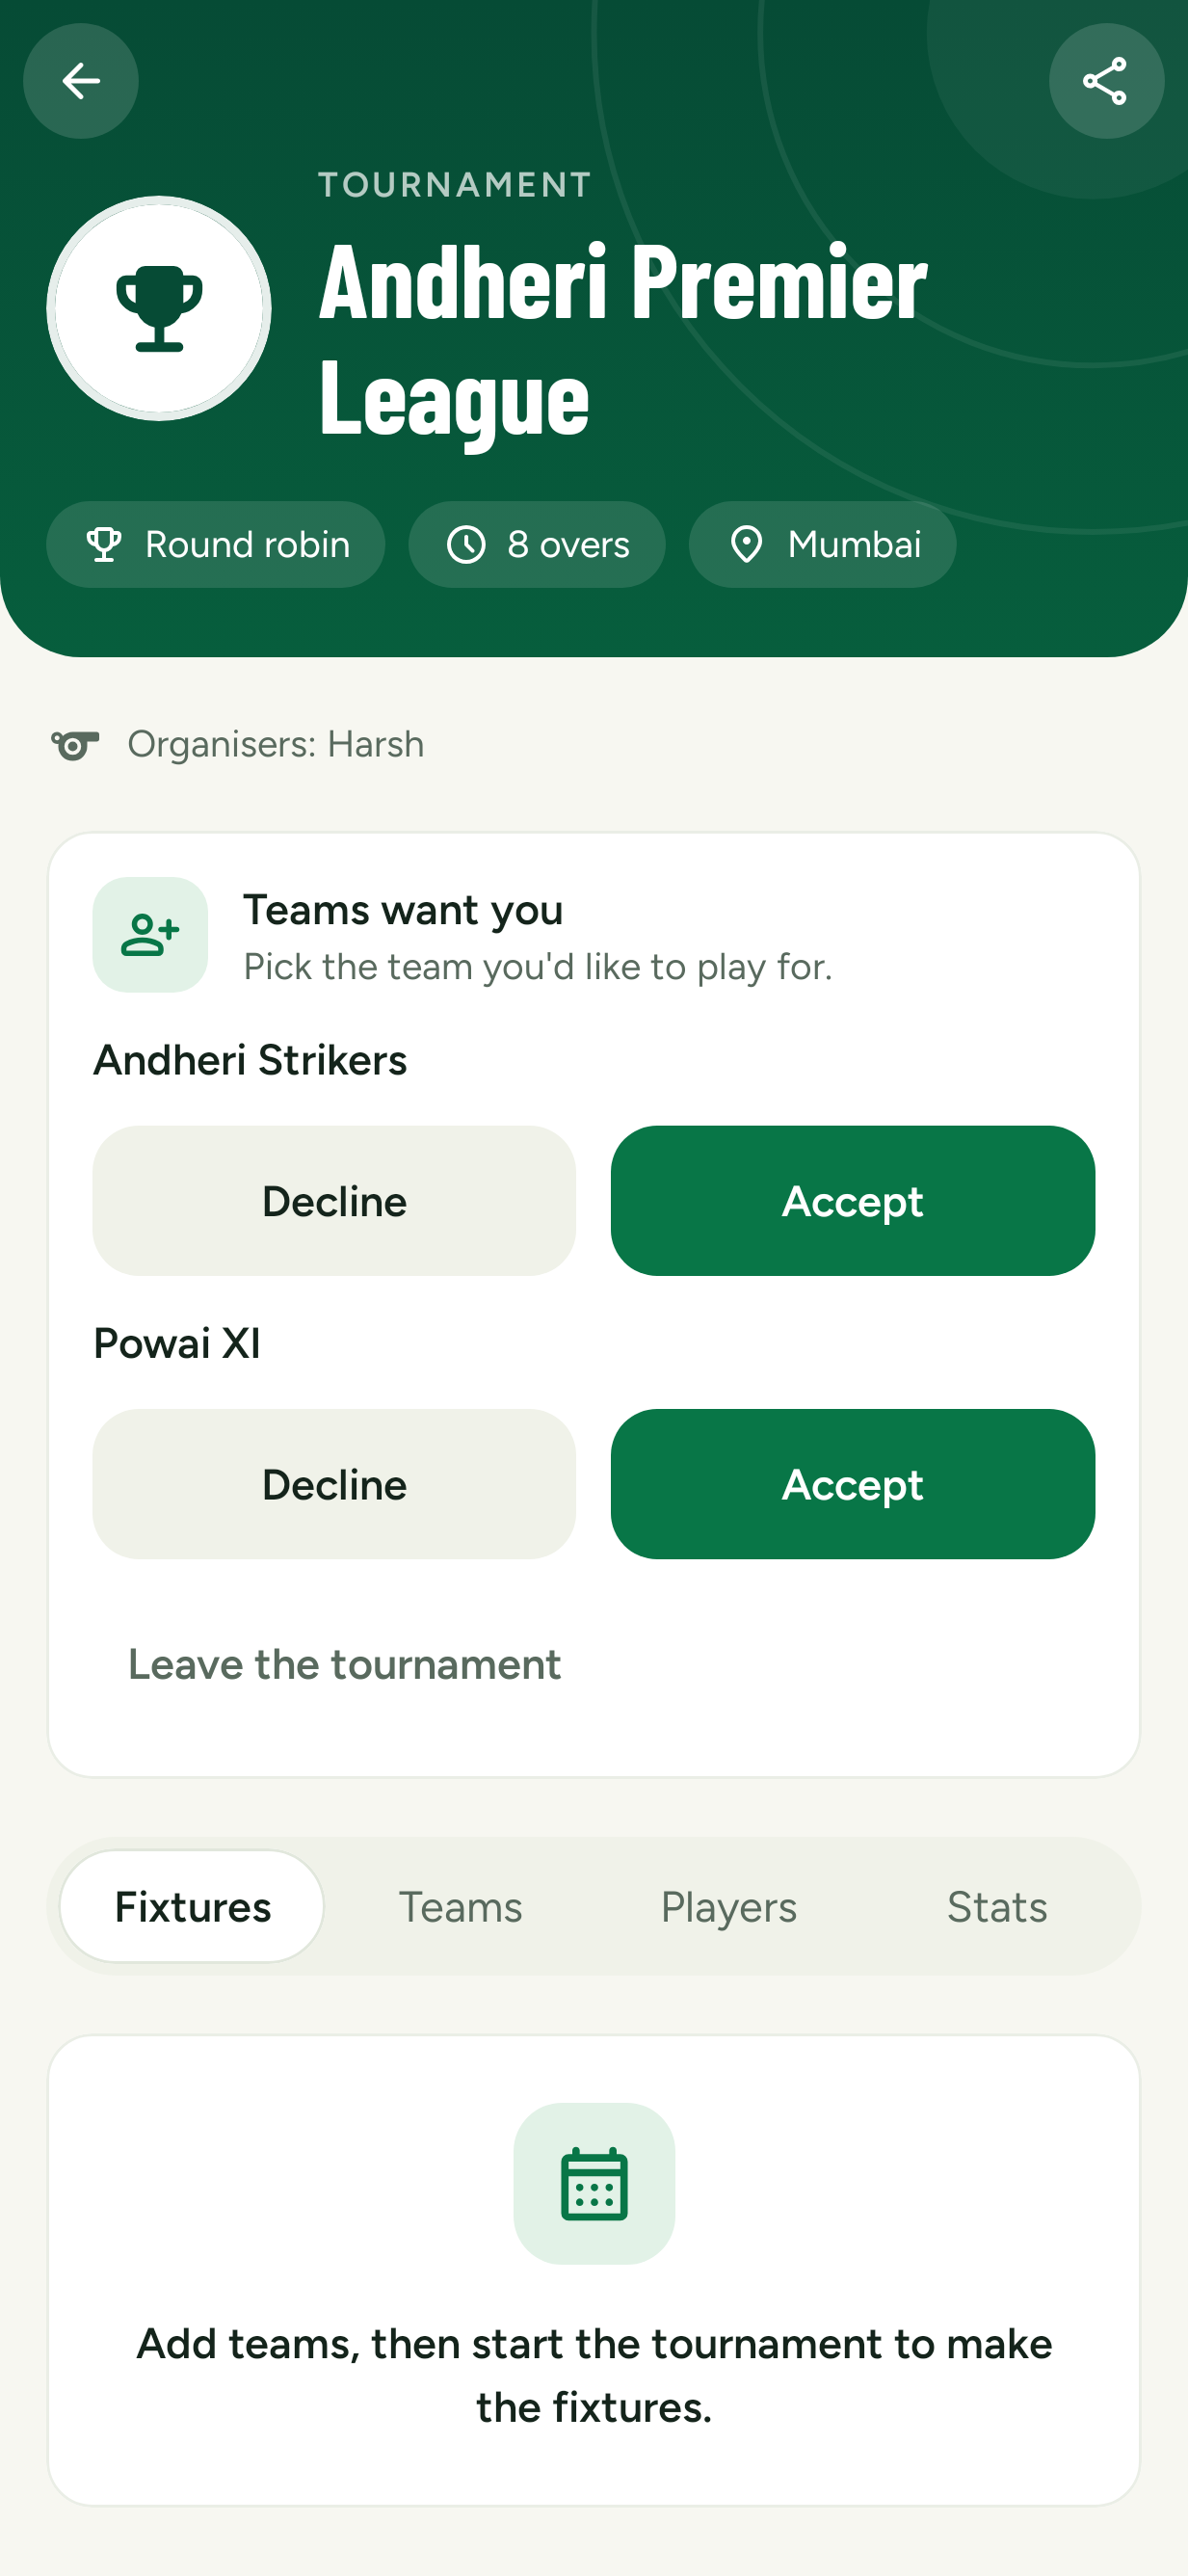 TOURNAMENT
Andheri Premier
League
Round robin
8 overs
Mumbai
Organisers: Harsh
Teams want you
Pick the team you'd like to play for.
Andheri Strikers
Decline
Accept
Powai XI
Decline
Accept
Leave the tournament
Fixtures
Teams
Players
Stats
Add teams, then start the tournament to make
the fixtures.